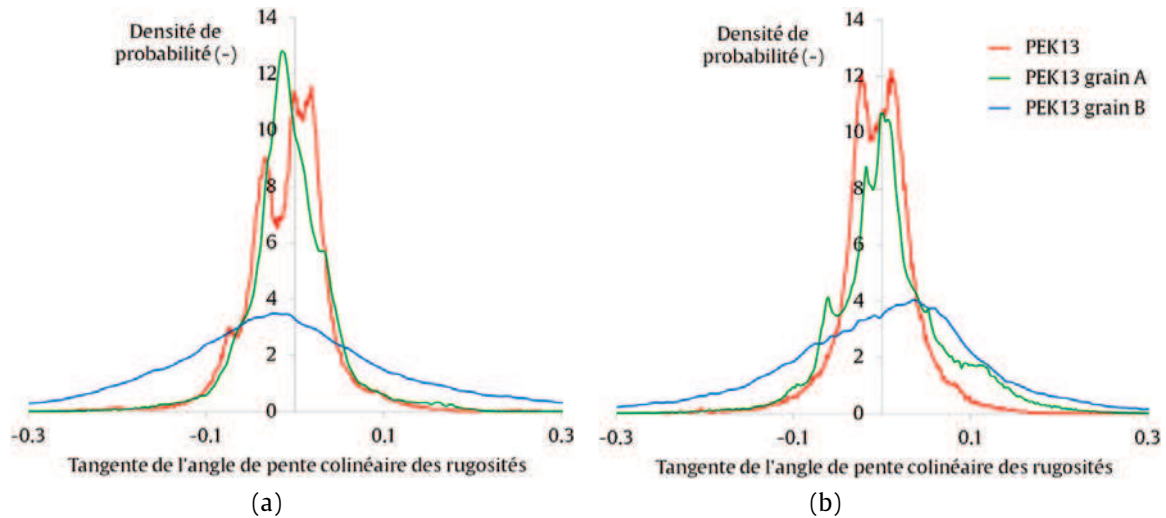 Densité de
probabilité (-)
14
12
10
8
6
4
2
0
-0.3
-0.1
0.1
0.3
Tangente de l'angle de pente colinéaire des rugosités
(a)
Densité de
probabilité (-)
14
12
10
8
6
4
2
0
-0.3
-0.1
0.1
0.3
Tangente de l'angle de pente colinéaire des rugosités
(b)
PEK13
PEK13 grain A
PEK13 grain B